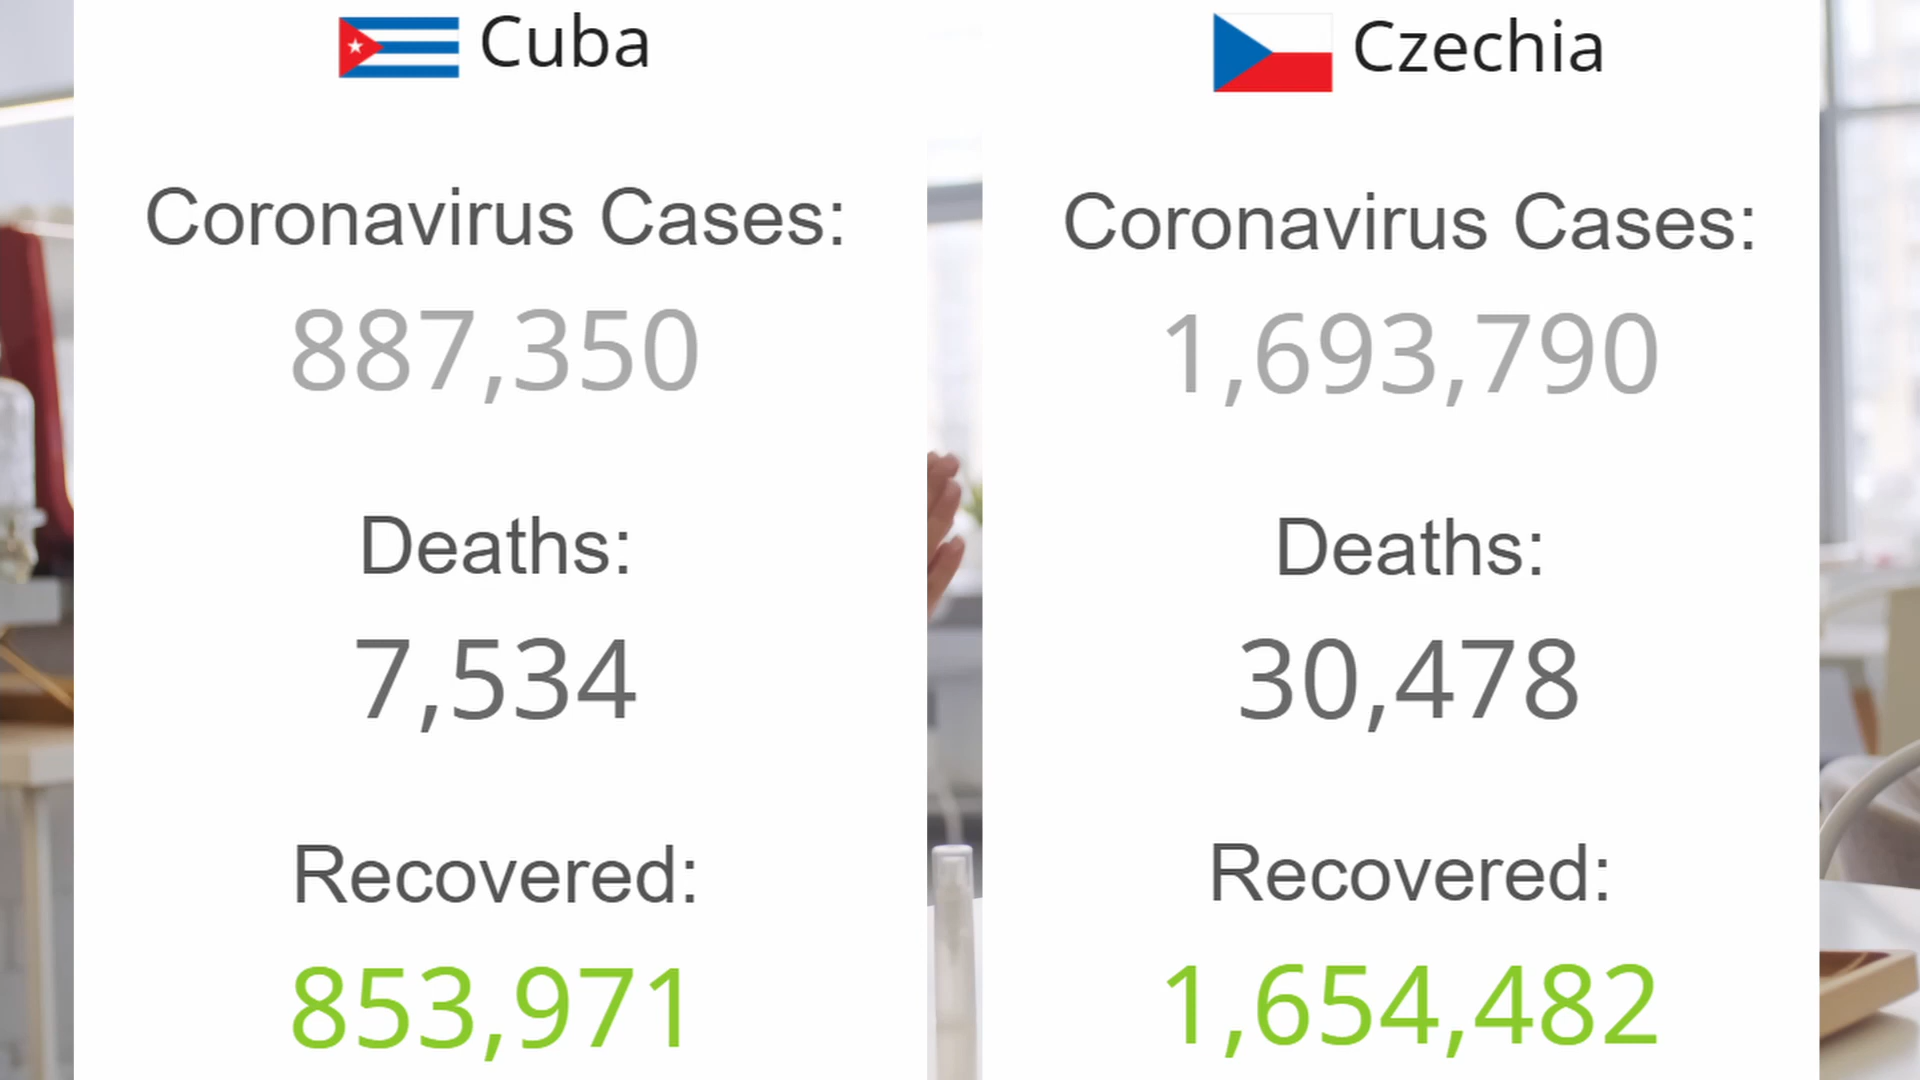 Cuba
Coronavirus Cases:
887,350
Deaths:
7,534
Recovered:
853,971
Czechia
Coronavirus Cases:
1,693,790
Deaths:
30,478
Recovered:
1,654,482